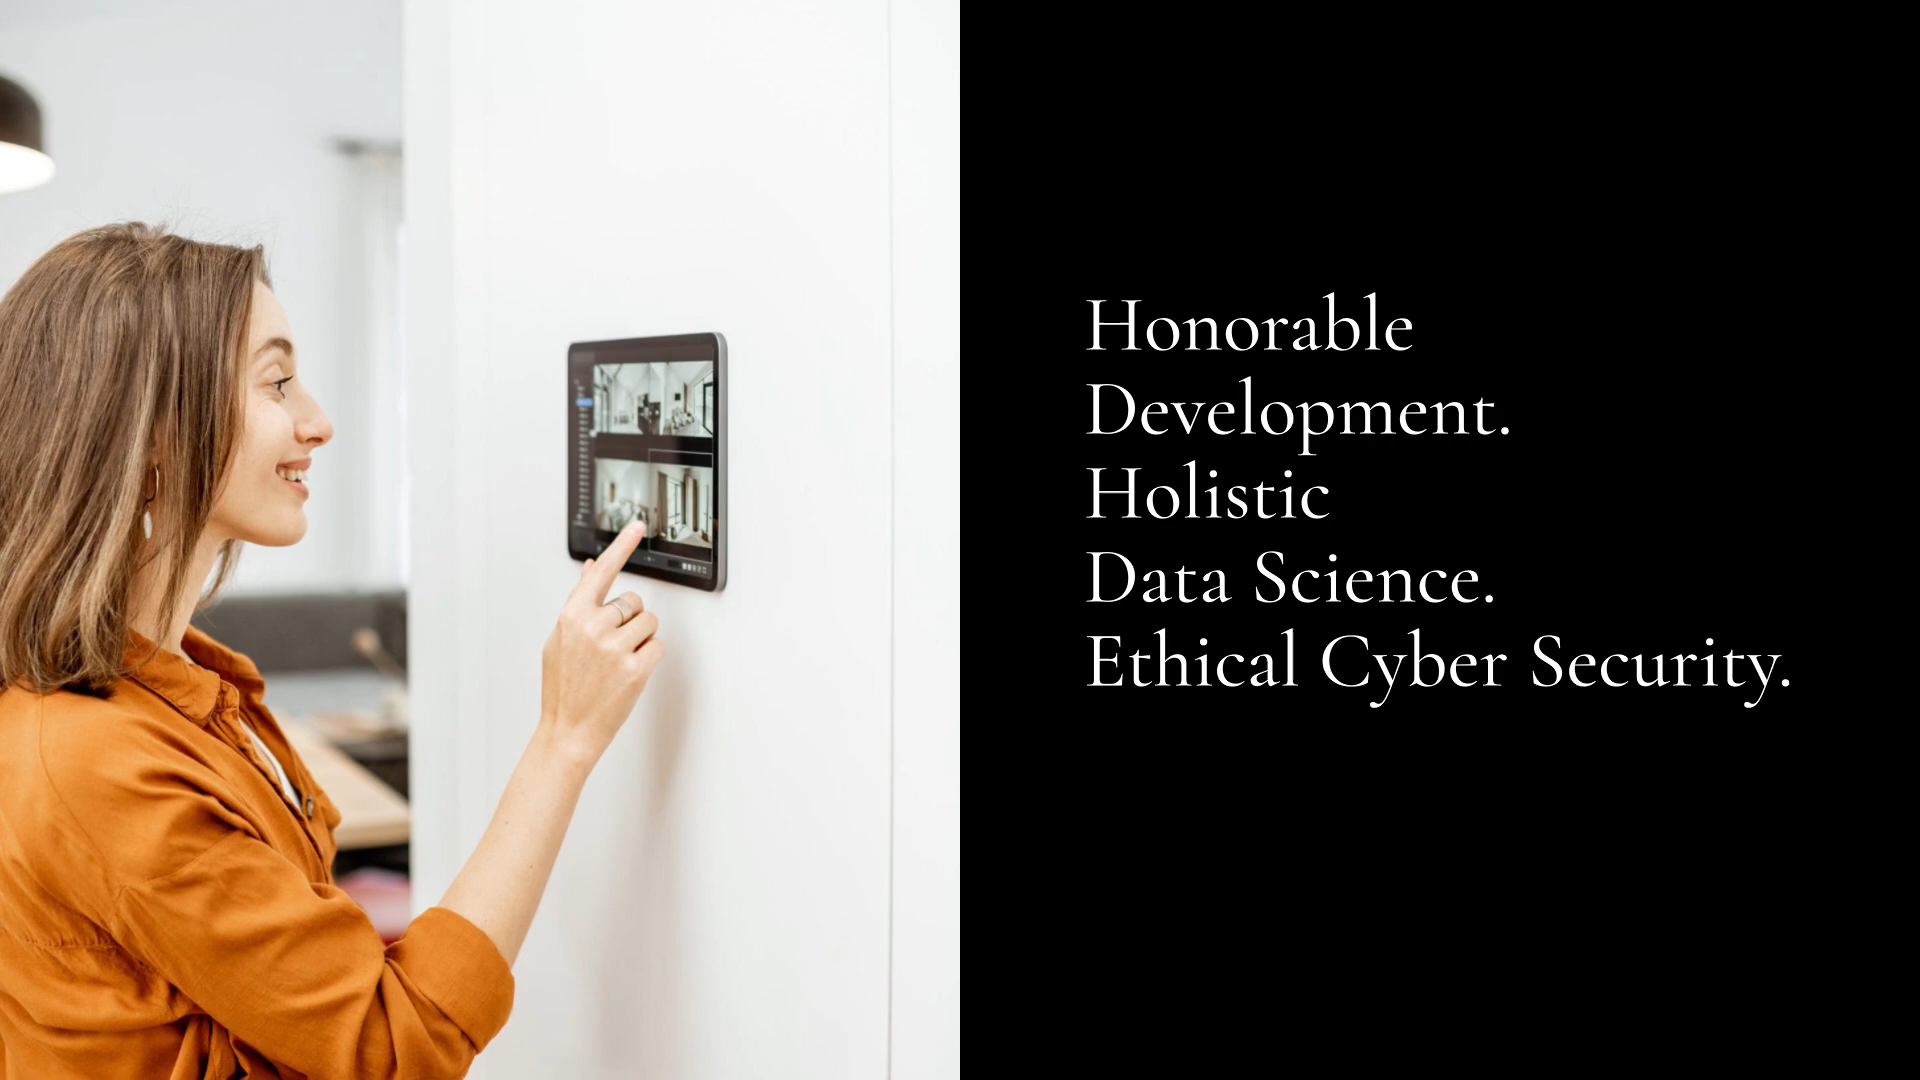 Honorable
Development.
Holistic
Data Science.
Ethical Cyber Security.